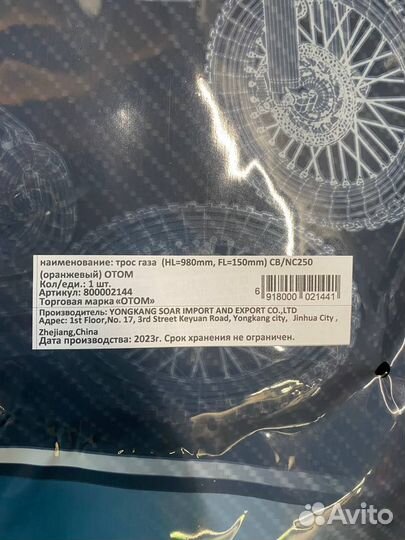 наименование: трос газа (HL=980mm, FL=150mm) CB/NC250
(оранжевый) OTOM
Кол/еди.: 1 шт.
Артикул: 800002144
Торговая марка «ОТОМ»
6 918000 021441
Производитель: YONGKANG SOAR IMPORT AND EXPORT CO.,LTD
Адрес: 1st Floor,No. 17, 3rd Street Keyuan Road, Yongkang city, Jinhua City ,
Zhejiang,China
Дата производства: 2023г. Срок хранения не ограничен.
Avito